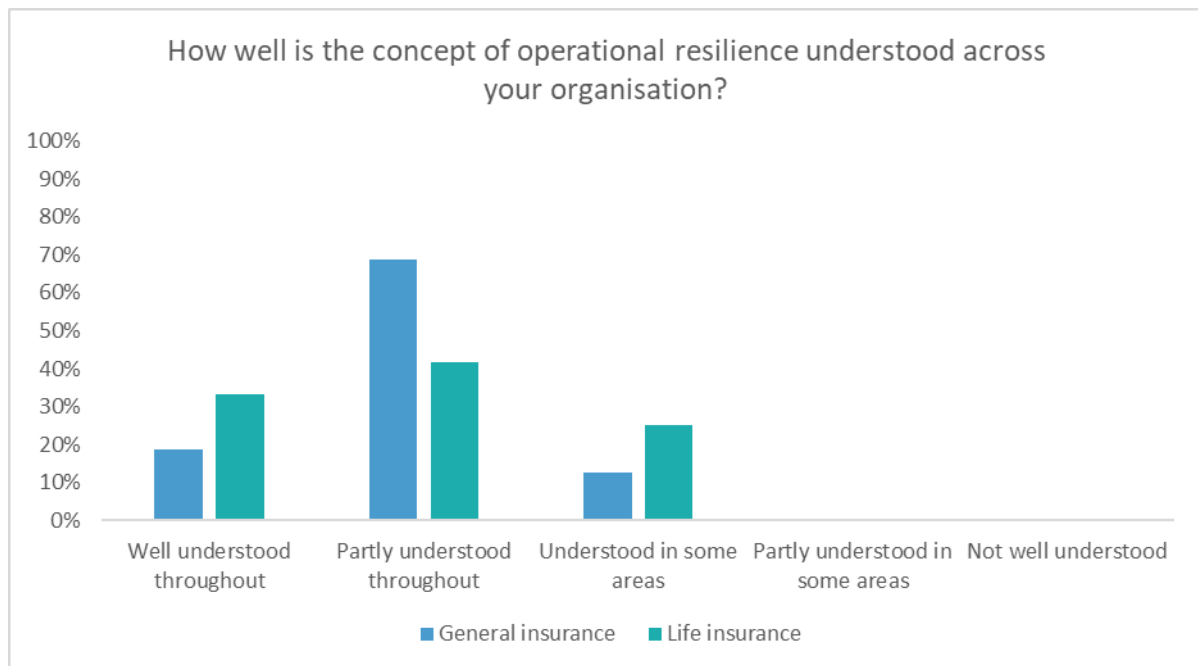 How well is the concept of operational resilience understood across
your organisation?
100%
90%
80%
70%
60%
50%
40%
30%
20%
10%
0%
Well understood
throughout
Partly understood
throughout
Understood in some
areas
Partly understood in
some areas
Not well understood
General insurance
Life insurance